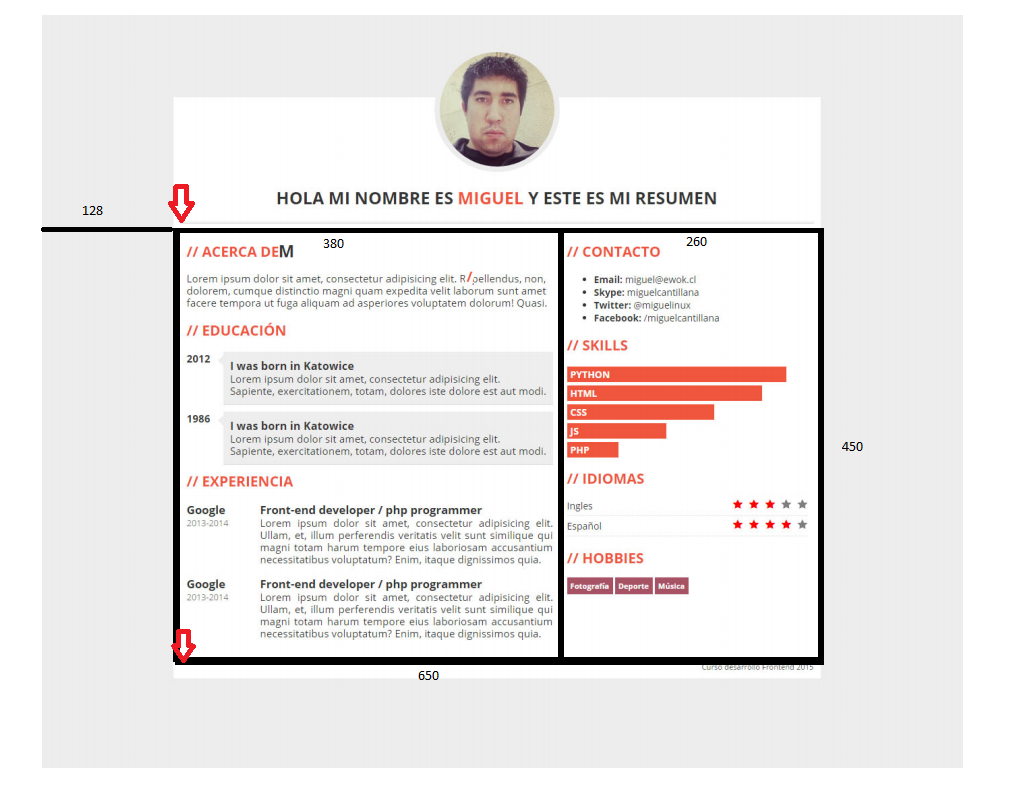 HOLA MI NOMBRE ES MIGUEL Y ESTE ES MI RESUMEN
128
// ACERCA DEM
380
Lorem ipsum dolor sit amet, consectetur adipisicing elit. R/pellendus, non,
dolorem, cumque distinctio magni quam expedita velit laborum sunt amet
facere tempora ut fuga aliquam ad asperiores voluptatem dolorum! Quasi.
// EDUCACIÓN
2012
I was born in Katowice
Lorem ipsum dolor sit amet, consectetur adipisicing elit.
Sapiente, exercitationem, totam, dolores iste dolore est aut modi.
1986
I was born in Katowice
Lorem ipsum dolor sit amet, consectetur adipisicing elit.
Sapiente, exercitationem, totam, dolores iste dolore est aut modi.
// EXPERIENCIA
Google
2013-2014
Front-end developer / php programmer
Lorem ipsum dolor sit amet, consectetur adipisicing elit.
Ullam, et, illum perferendis veritatis velit sunt similique qui
magni totam harum tempore eius laboriosam accusantium
necessitatibus voluptatum? Enim, itaque dignissimos quia.
Google
2013-2014
Front-end developer / php programmer
Lorem ipsum dolor sit amet, consectetur adipisicing elit.
Ullam, et, illum perferendis veritatis velit sunt similique qui
magni totam harum tempore eius laboriosam accusantium
necessitatibus voluptatum? Enim, itaque dignissimos quia.
260
// CONTACTO
Email: miguel@ewok.cl
Skype: miguelcantillana
Twitter: @miguelinux
Facebook: /miguelcantillana
// SKILLS
PYTHON
HTML
CSS
JS
PHP
450
// IDIOMAS
Ingles
Español
// HOBBIES
Fotografía Deporte Música
Curso desarrollo Frontend 2015
650